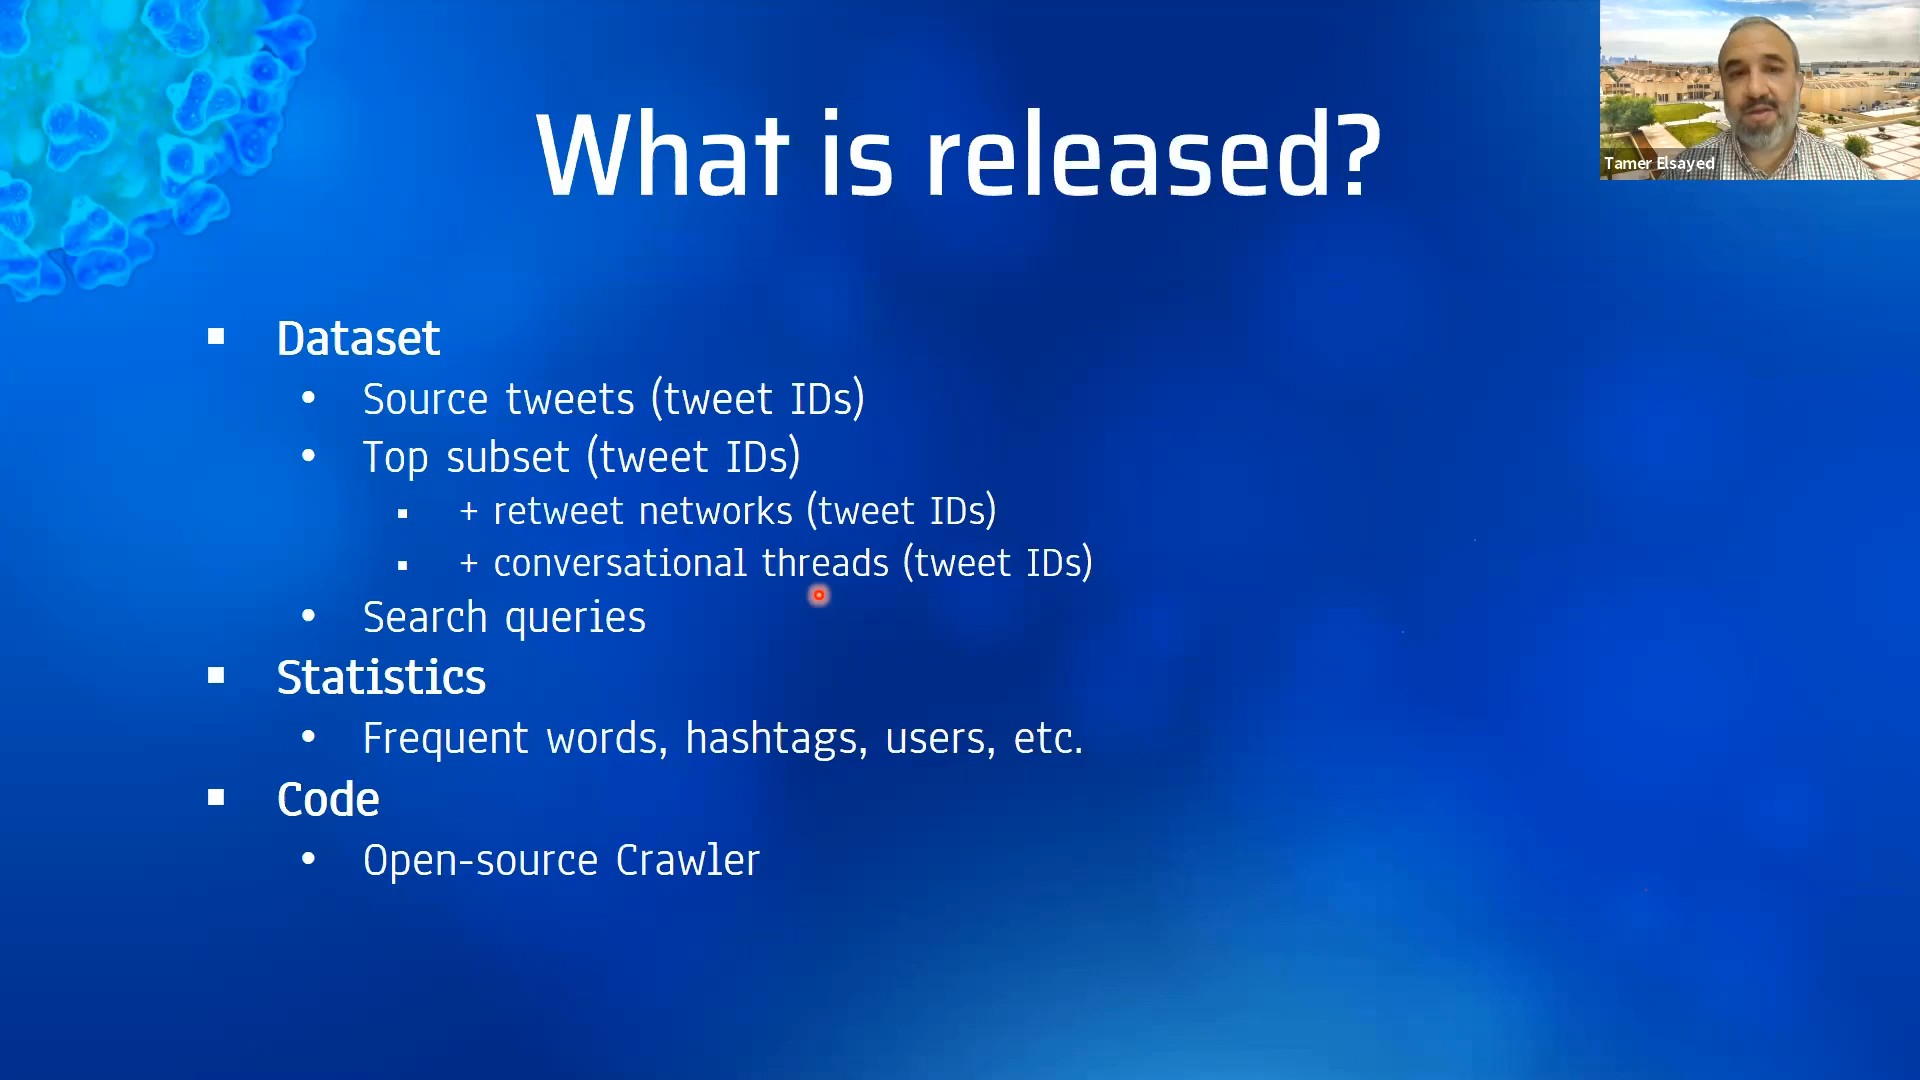 What is released?
Tamer Elsayed
▪ Dataset
• Source tweets (tweet IDs)
• Top subset (tweet IDs)
▪ + retweet networks (tweet IDs)
▪ + conversational threads (tweet IDs)
• Search queries
▪ Statistics
• Frequent words, hashtags, users, etc.
▪ Code
• Open-source Crawler